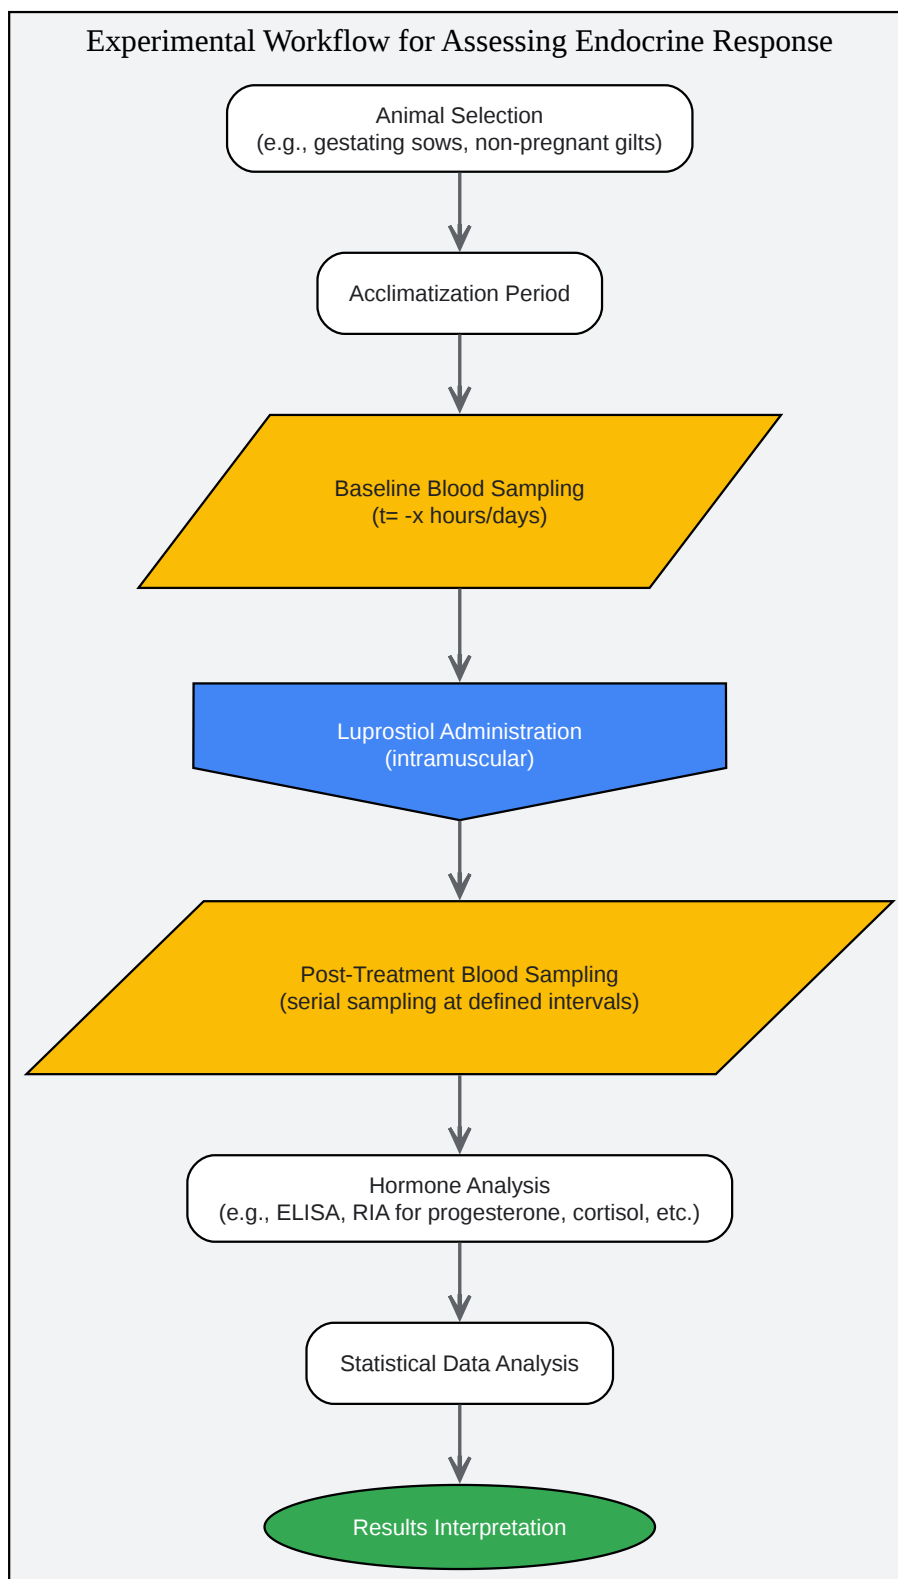 Experimental Workflow for Assessing Endocrine Response
Animal Selection
(e.g., gestating sows, non-pregnant gilts)
Acclimatization Period
Baseline Blood Sampling
(t= -x hours/days)
Luprostiol Administration
(intramuscular)
Post-Treatment Blood Sampling
(serial sampling at defined intervals)
Hormone Analysis
(e.g., ELISA, RIA for progesterone, cortisol, etc.)
Statistical Data Analysis
Results Interpretation